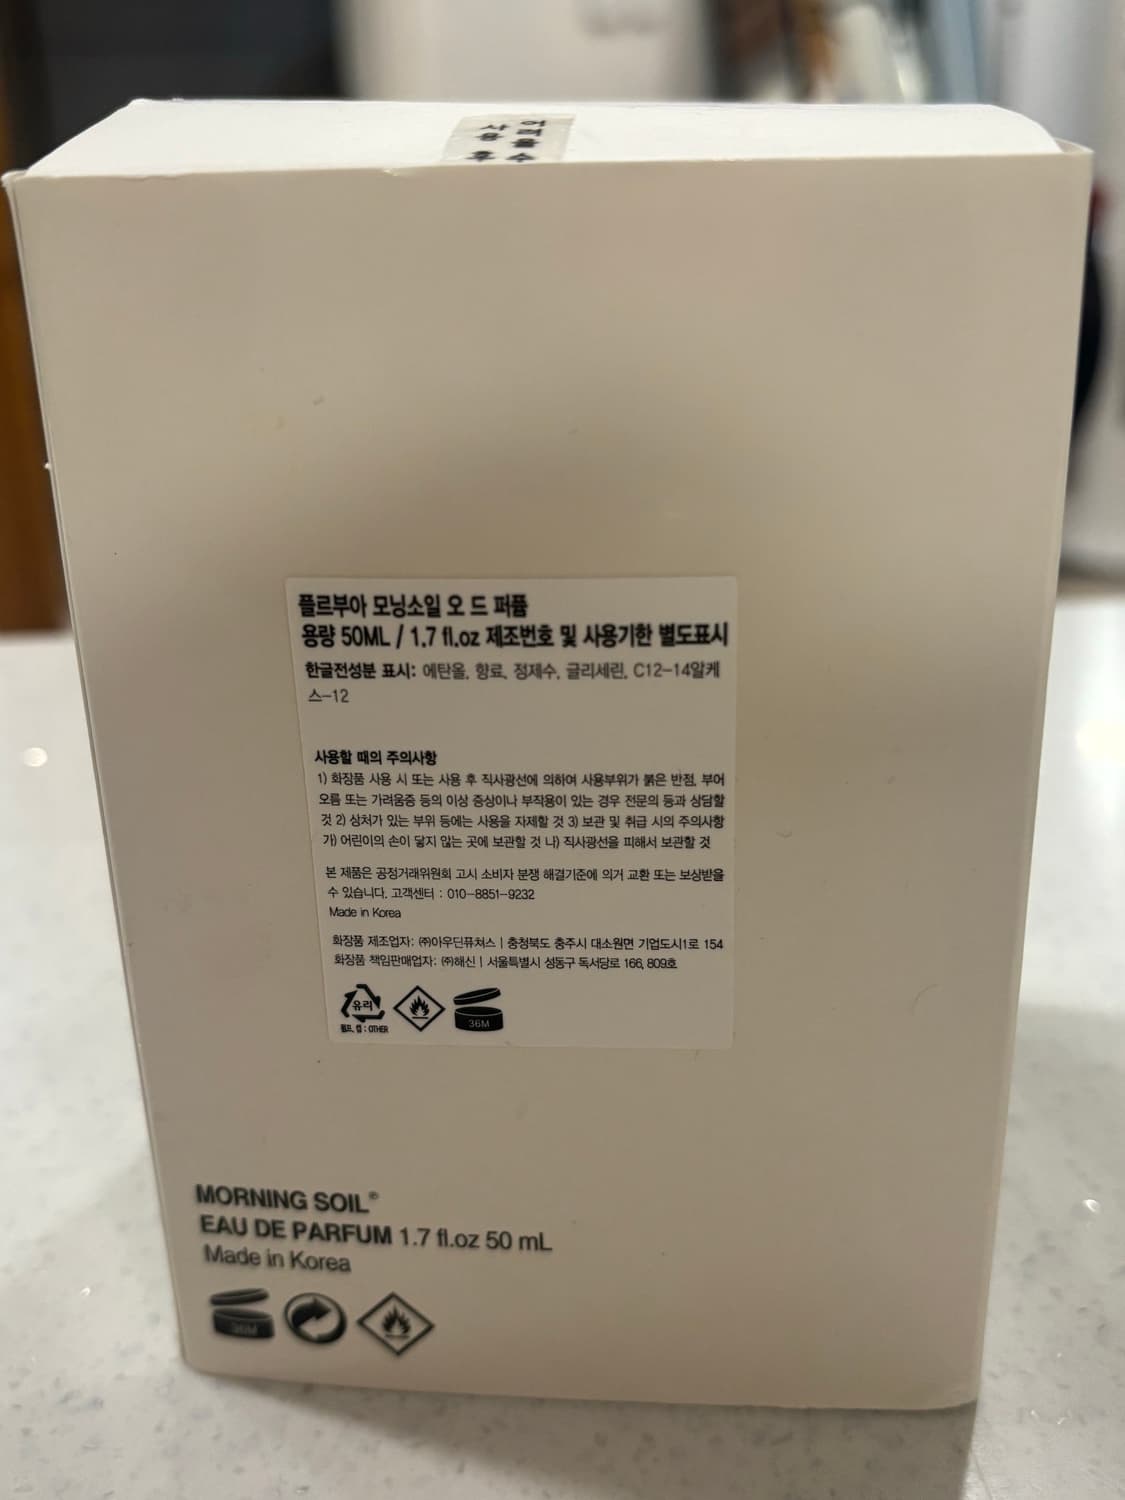 사용 후
어려울 수
플르부아 모닝소일 오 드 퍼퓸
용량 50ML / 1.7 fl.oz 제조번호 및 사용기한 별도표시
한글전성분 표시: 에탄올, 향료, 정제수, 글리세린, C12-14알케
스-12
사용할 때의 주의사항
1) 화장품 사용 시 또는 사용 후 직사광선에 의하여 사용부위가 붉은 반점, 부어
오름 또는 가려움증 등의 이상 증상이나 부작용이 있는 경우 전문의 등과 상담할
것 2) 상처가 있는 부위 등에는 사용을 자제할 것 3) 보관 및 취급 시의 주의사항
가) 어린이의 손이 닿지 않는 곳에 보관할 것 나) 직사광선을 피해서 보관할 것
본 제품은 공정거래위원회 고시 소비자 분쟁 해결기준에 의거 교환 또는 보상받을
수 있습니다. 고객센터 : 010-8851-9232
Made in Korea
화장품 제조업자: ㈜아우딘퓨쳐스 | 충청북도 충주시 대소원면 기업도시1로 154
화장품 책임판매업자: ㈜해신 | 서울특별시 성동구 독서당로 166, 809호
유리
펌프, 캡 : OTHER
36M
MORNING SOIL®
EAU DE PARFUM 1.7 fl.oz 50 mL
Made in Korea
36M